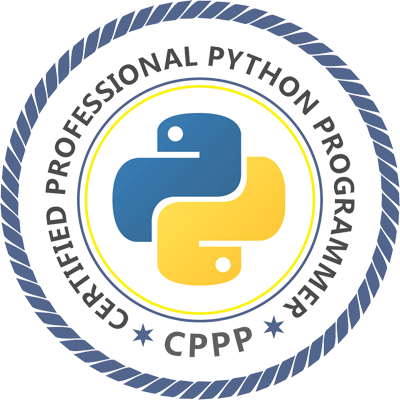 CERTIFIED PROFESSIONAL PYTHON PROGRAMMER
CPPP